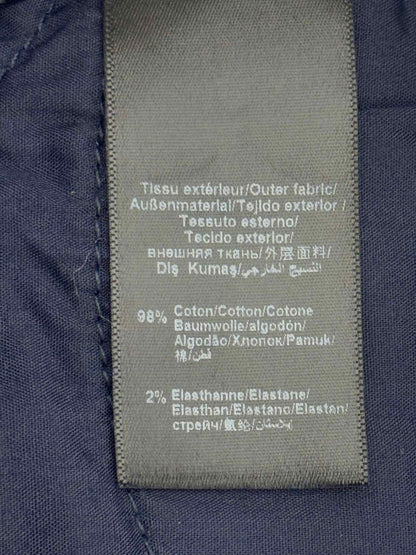 Tissu extérieur/Outer fabric/
Außenmaterial/Tejido exterior /
Tessuto esterno/
Tecido exterior/
внешняя ткань/外层面料/
Dış Kumaş/النسيج الخارجي/
98% Coton/Cotton/Cotone
Baumwolle/algodón/
Algodão/Хлопок/Pamuk/
棉/قطن/
2% Elasthanne/Elastane/
Elasthan/Elastano/Elastan/
стрейч/氨纶/إيلاستان/